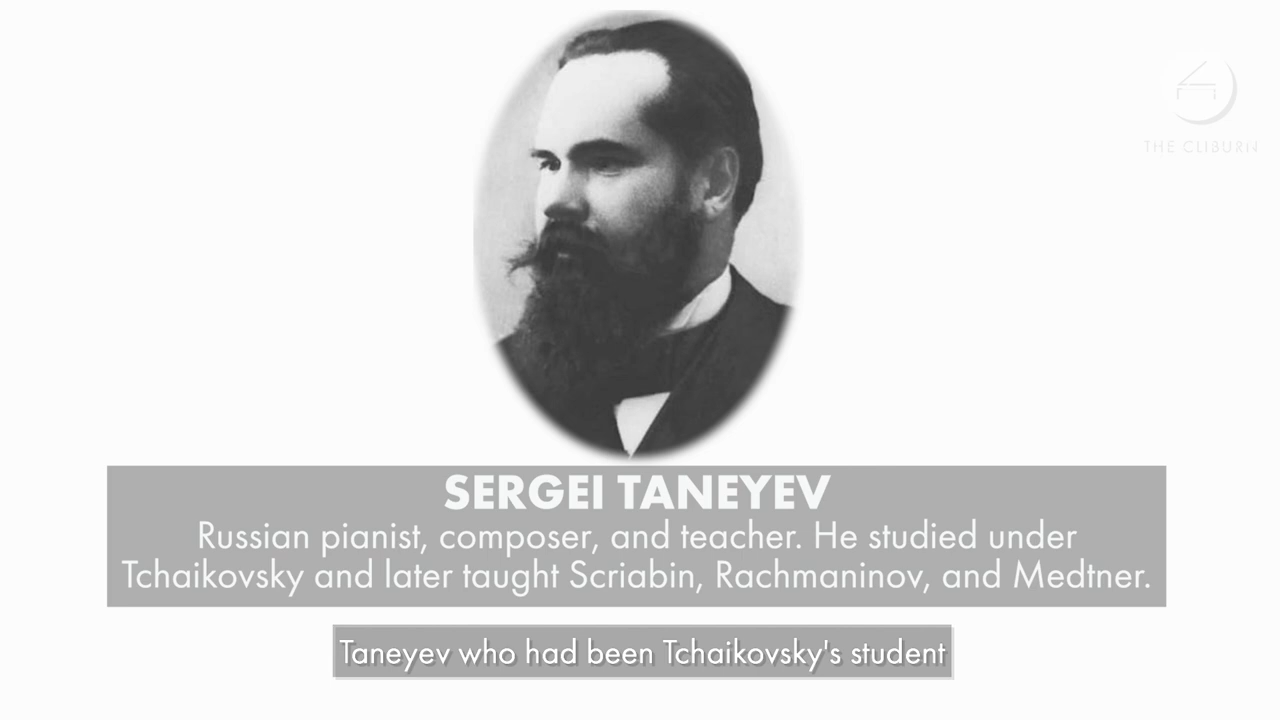 THE CLIBURN
SERGEI TANEYEV
Russian pianist, composer, and teacher. He studied under
Tchaikovsky and later taught Scriabin, Rachmaninov, and Medtner.
Taneyev who had been Tchaikovsky's student